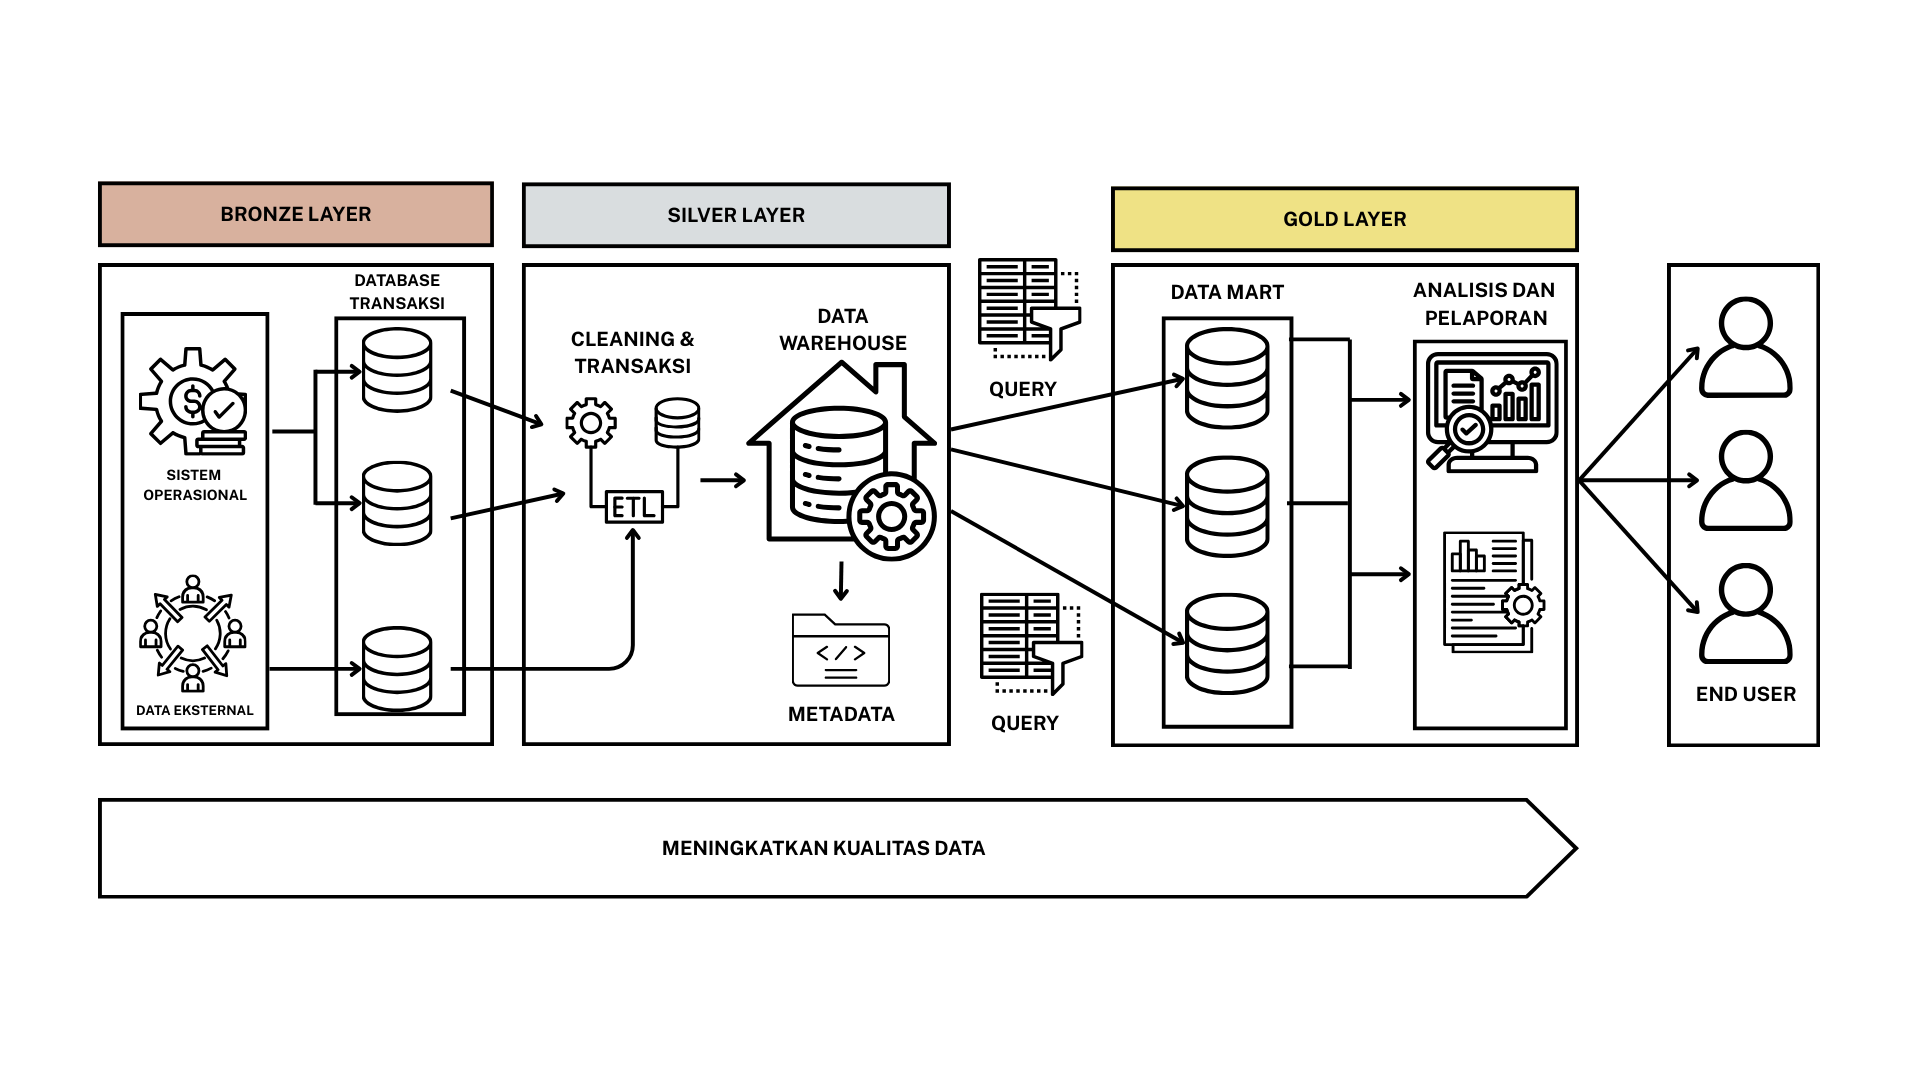 BRONZE LAYER
SILVER LAYER
GOLD LAYER
DATABASE
TRANSAKSI
SISTEM
OPERASIONAL
DATA EKSTERNAL
CLEANING &
TRANSAKSI
ETL
DATA
WAREHOUSE
</>
METADATA
QUERY
QUERY
DATA MART
ANALISIS DAN
PELAPORAN
END USER
MENINGKATKAN KUALITAS DATA